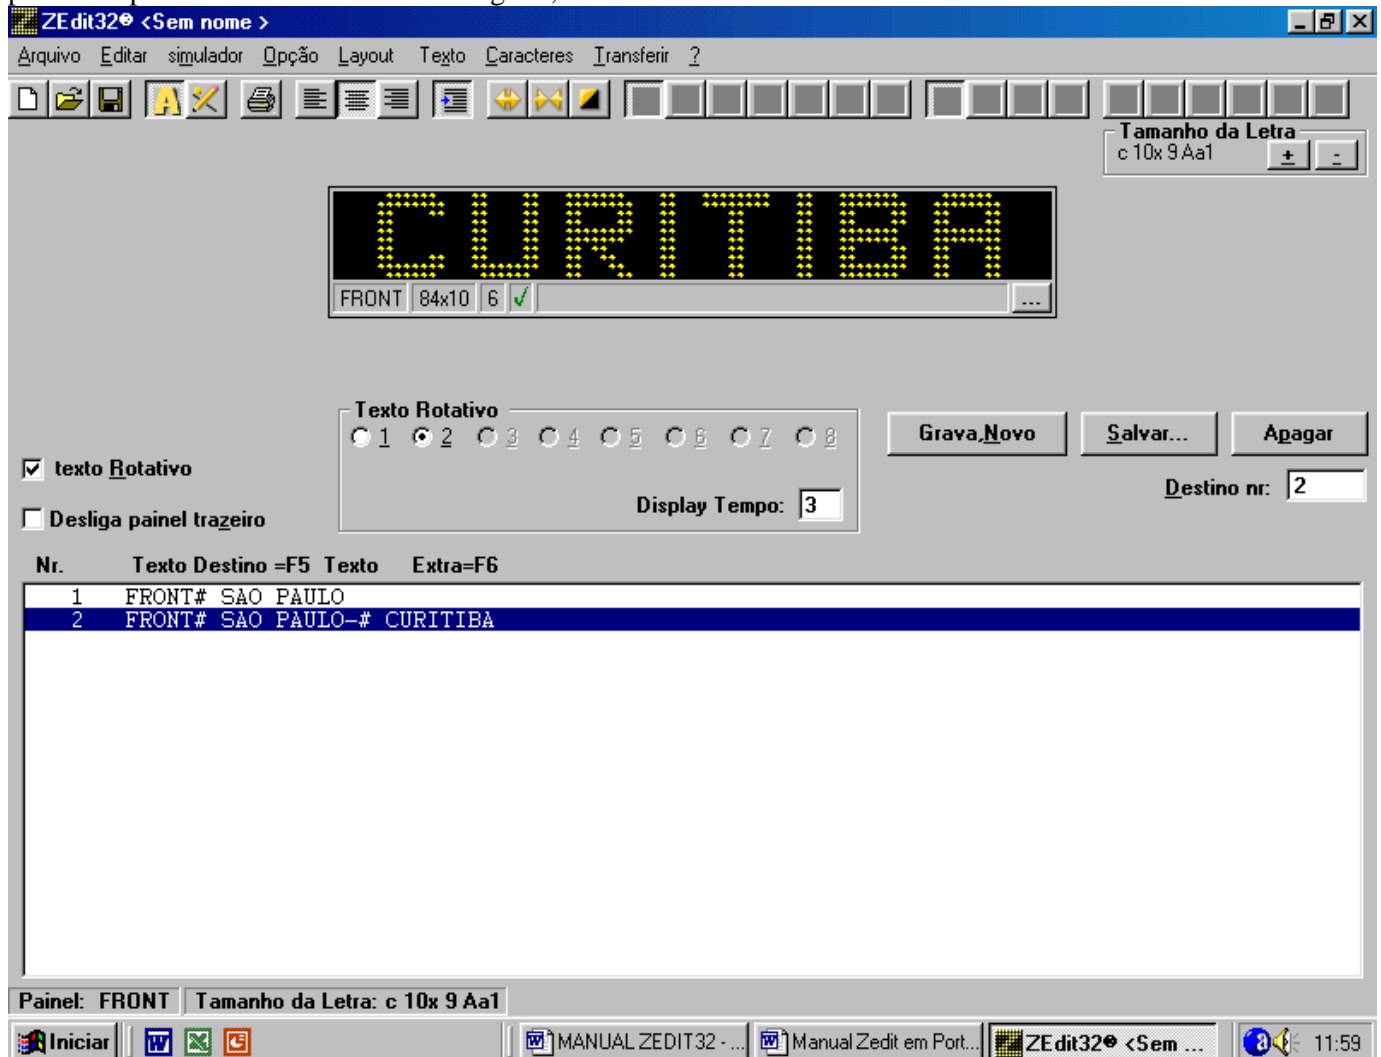 ZEdit32® <Sem nome >
Arquivo Editar simulador Opção Layout Texto Caracteres Transferir ?
Tamanho da Letra
c 10x 9 Aa1 + -
CURITIBA
FRONT 84x10 6 ...
Texto Rotativo
1 2 3 4 5 6 7 8
Grava,Novo Salvar... Apagar
texto Rotativo
Destino nr: 2
Display Tempo: 3
Desliga painel trazeiro
Nr. Texto Destino =F5 Texto Extra=F6
1 FRONT# SAO PAULO
2 FRONT# SAO PAULO-# CURITIBA
Painel: FRONT Tamanho da Letra: c 10x 9 Aa1
Iniciar MANUAL ZEDIT32 - ... Manual Zedit em Port... ZEdit32® <Sem ... 11:59